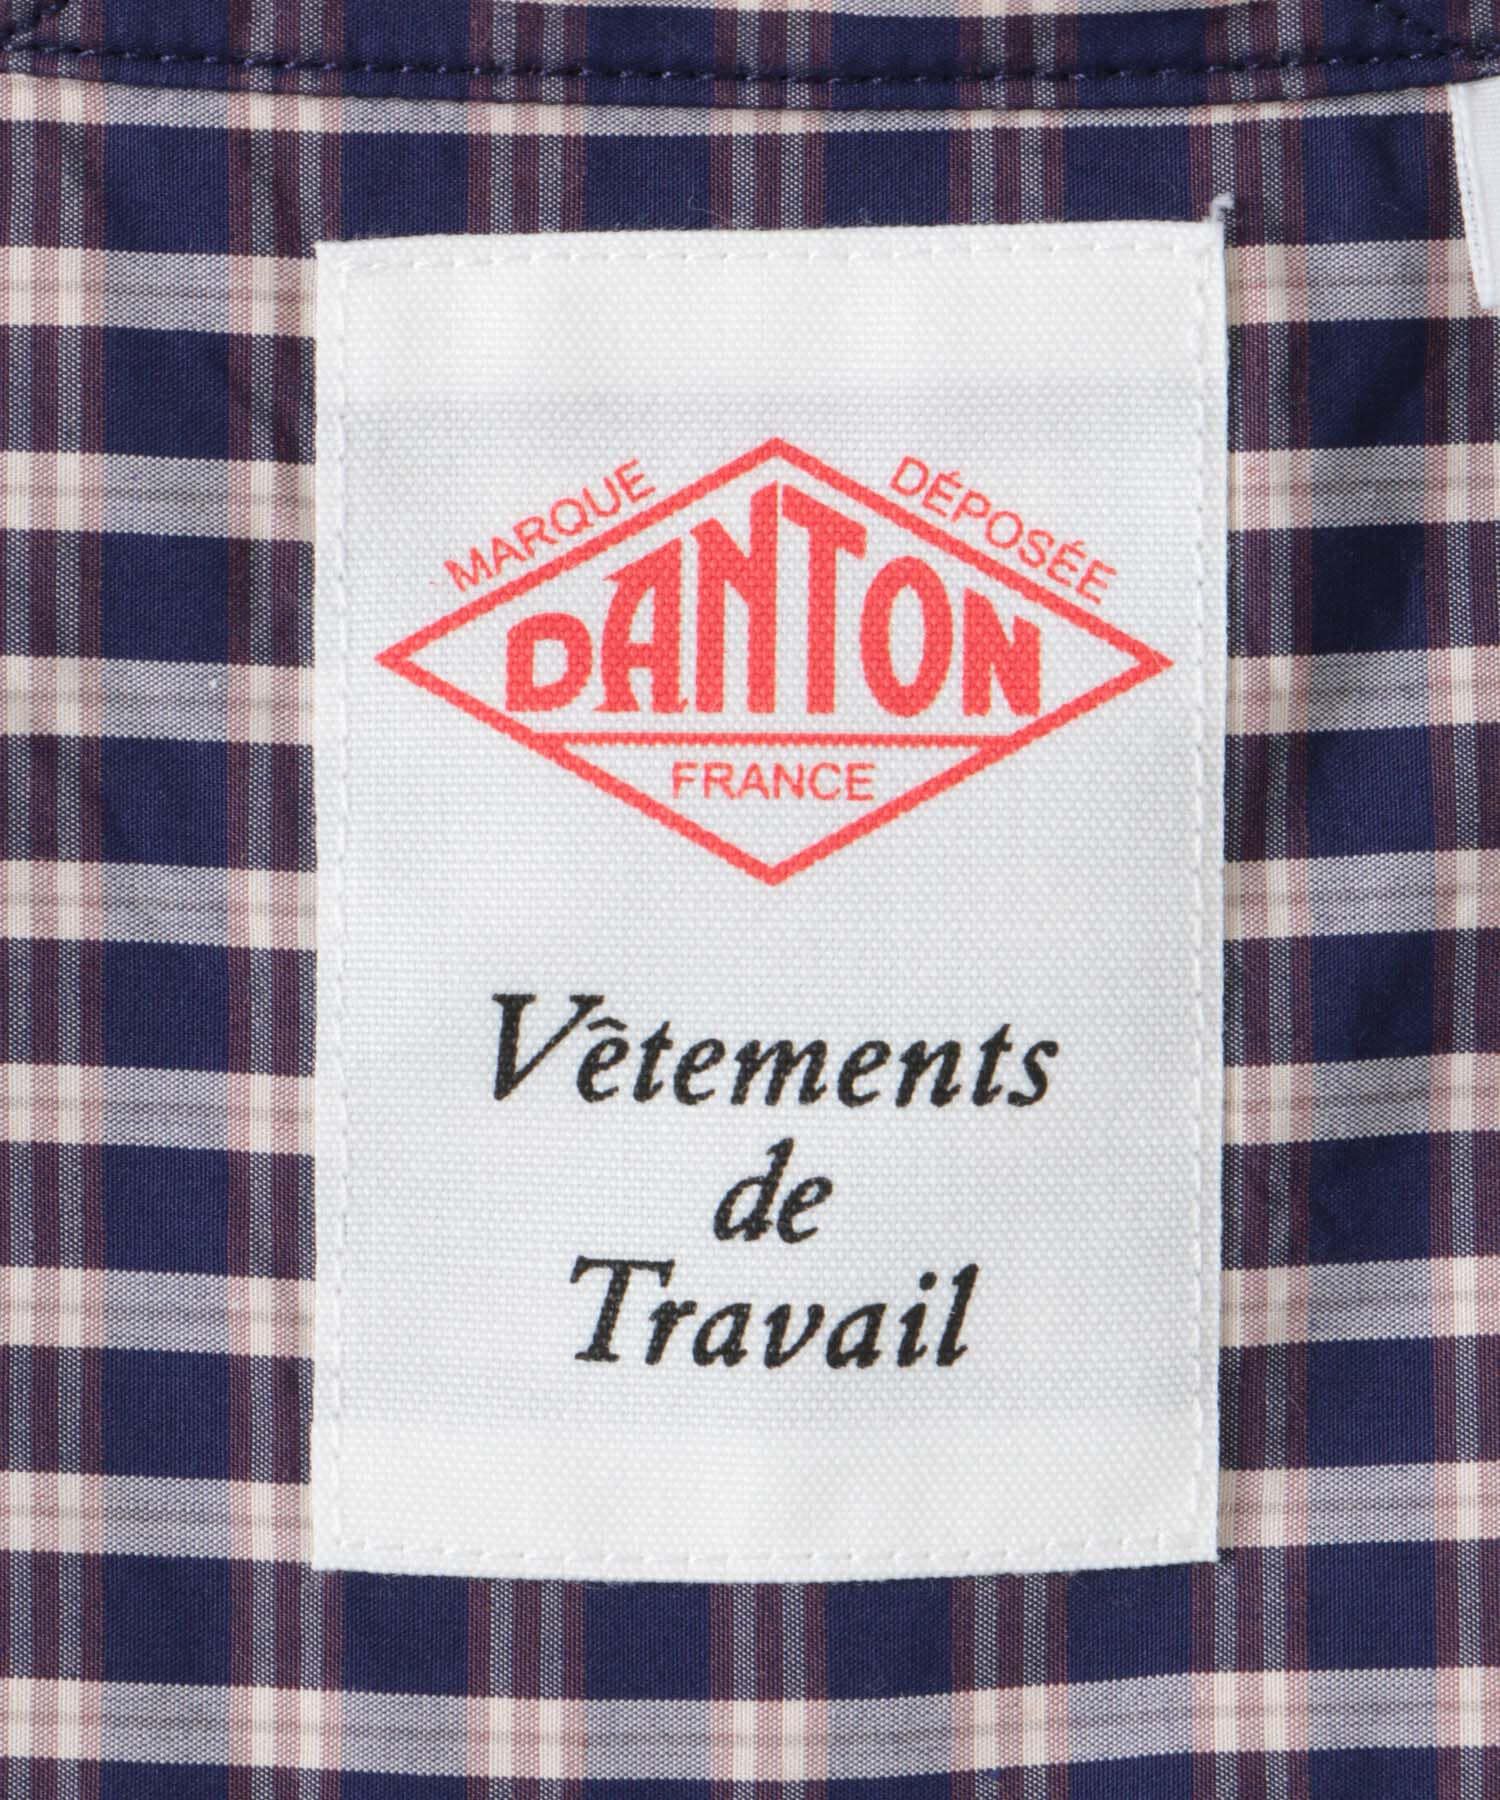 MARQUE DÉPOSÉE
DANTON
FRANCE
Vêtements
de
Travail